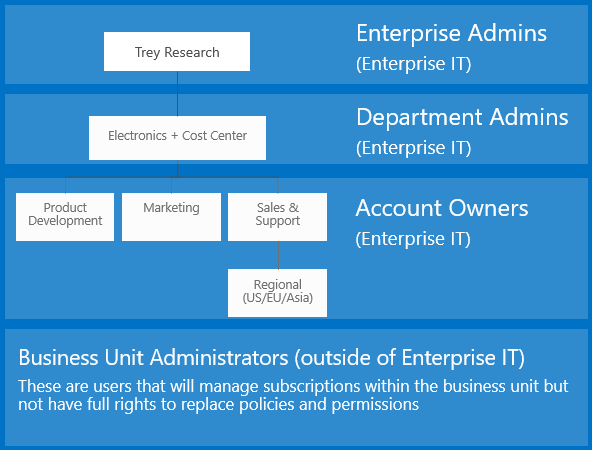 Trey Research
Enterprise Admins
(Enterprise IT)
Electronics + Cost Center
Department Admins
(Enterprise IT)
Product
Development
Marketing
Sales &
Support
Account Owners
(Enterprise IT)
Regional
(US/EU/Asia)
Business Unit Administrators (outside of Enterprise IT)
These are users that will manage subscriptions within the business unit but
not have full rights to replace policies and permissions